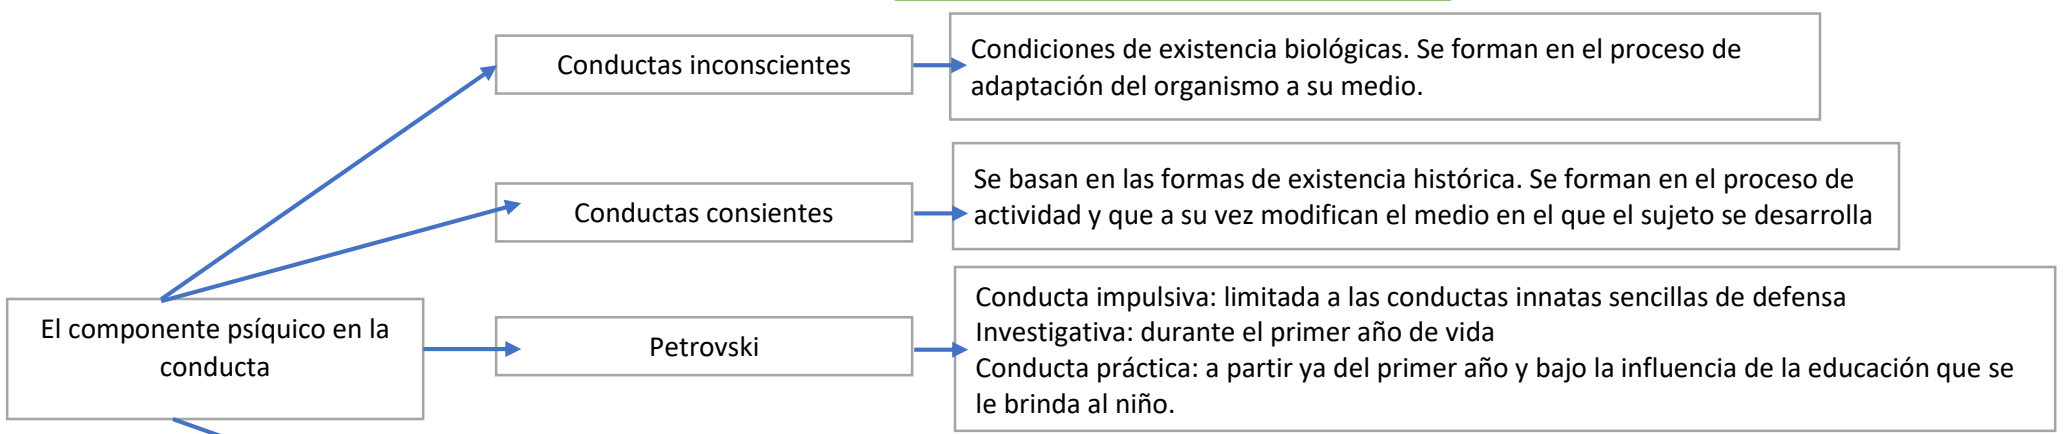 Conductas inconscientes
Condiciones de existencia biológicas. Se forman en el proceso de
adaptación del organismo a su medio.
Conductas consientes
Se basan en las formas de existencia histórica. Se forman en el proceso de
actividad y que a su vez modifican el medio en el que el sujeto se desarrolla
El componente psíquico en la
conducta
Petrovski
Conducta impulsiva: limitada a las conductas innatas sencillas de defensa
Investigativa: durante el primer año de vida
Conducta práctica: a partir ya del primer año y bajo la influencia de la educación que se
le brinda al niño.